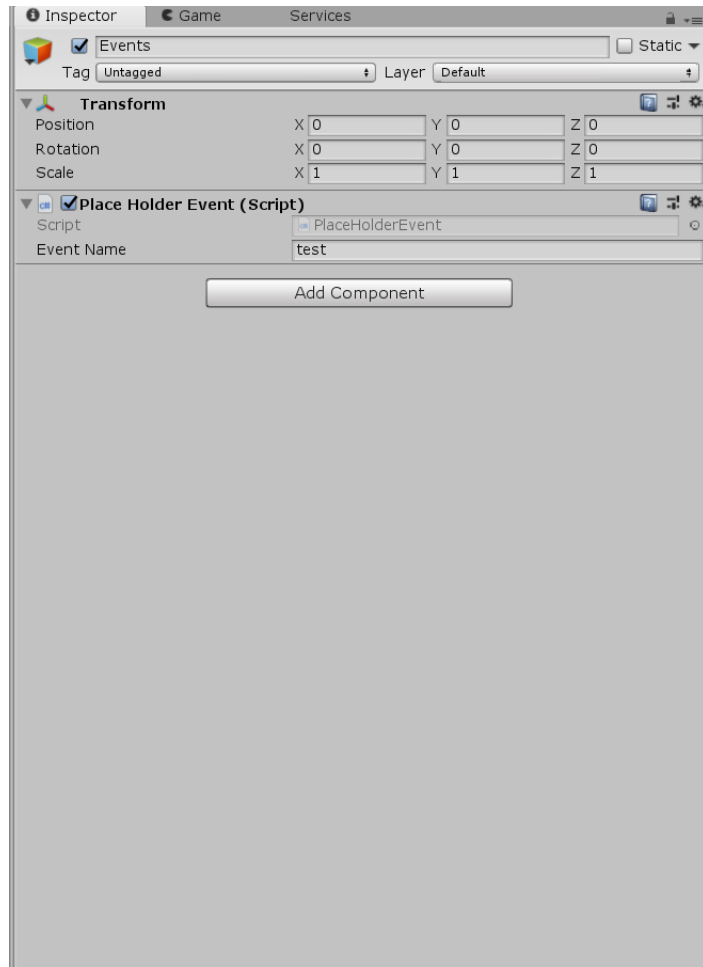 Inspector Game Services
Events Static
Tag Untagged Layer Default
Transform
Position X 0 Y 0 Z 0
Rotation X 0 Y 0 Z 0
Scale X 1 Y 1 Z 1
Place Holder Event (Script)
Script PlaceHolderEvent
Event Name test
Add Component